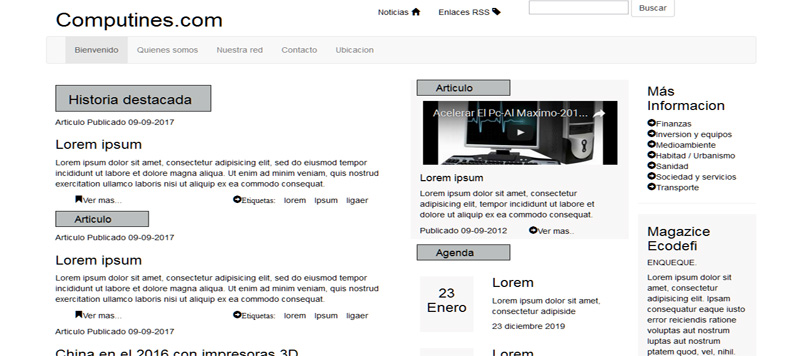 Computines.com
Noticias
Enlaces RSS
Buscar
Bienvenido
Quienes somos
Nuestra red
Contacto
Ubicacion
Historia destacada
Articulo Publicado 09-09-2017
Lorem ipsum
Lorem ipsum dolor sit amet, consectetur adipisicing elit, sed do eiusmod tempor
incididunt ut labore et dolore magna aliqua. Ut enim ad minim veniam, quis nostrud
exercitation ullamco laboris nisi ut aliquip ex ea commodo consequat.
Ver mas...
Etiquetas: lorem Ipsum ligaer
Articulo
Articulo Publicado 09-09-2017
Lorem ipsum
Lorem ipsum dolor sit amet, consectetur adipisicing elit, sed do eiusmod tempor
incididunt ut labore et dolore magna aliqua. Ut enim ad minim veniam, quis nostrud
exercitation ullamco laboris nisi ut aliquip ex ea commodo consequat.
Ver mas...
Etiquetas: lorem Ipsum ligaer
Articulo Publicado 09-09-2017
China en el 2016 con impresoras 3D
Articulo
Acelerar El Pc-Al Maximo-201...
Lorem ipsum
Lorem ipsum dolor sit amet, consectetur adipisicing
elit, tempor incididunt ut labore et dolore ut labore et
dolore ut aliquip ex ea commodo consequat.
Publicado 09-09-2012
Ver mas..
Agenda
23
Enero
Lorem
Lorem ipsum dolor sit amet,
consectetur adipiside
23 diciembre 2019
Lorem
Más
Informacion
Finanzas
Inversion y equipos
Medioambiente
Habitad / Urbanismo
Sanidad
Sociedad y servicios
Transporte
Magazice
Ecodefi
ENQUEQUE.
Lorem ipsum dolor sit
amet, consectetur
adipisicing elit. Ipsam
consequatur eaque iusto
error reiciendis ratione
voluptas aut nostrum
luptas aut nostrum
ptatem quod, vel, nihil.